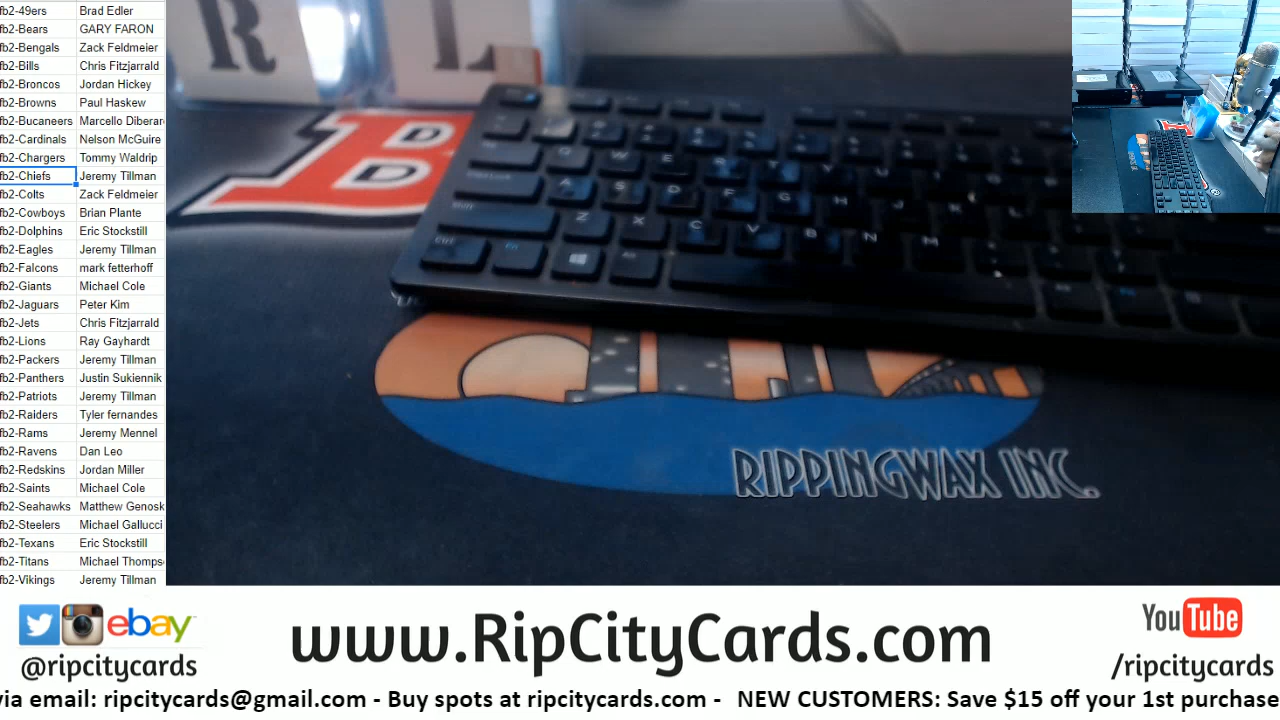 fb2-49ers Brad Edler
fb2-Bears GARY FARON
fb2-Bengals Zack Feldmeier
fb2-Bills Chris Fitzjarrald
fb2-Broncos Jordan Hickey
fb2-Browns Paul Haskew
fb2-Bucaneers Marcello Diberar
fb2-Cardinals Nelson McGuire
fb2-Chargers Tommy Waldrip
fb2-Chiefs Jeremy Tillman
fb2-Colts Zack Feldmeier
fb2-Cowboys Brian Plante
fb2-Dolphins Eric Stockstill
fb2-Eagles Jeremy Tillman
fb2-Falcons mark fetterhoff
fb2-Giants Michael Cole
fb2-Jaguars Peter Kim
fb2-Jets Chris Fitzjarrald
fb2-Lions Ray Gayhardt
fb2-Packers Jeremy Tillman
fb2-Panthers Justin Sukiennik
fb2-Patriots Jeremy Tillman
fb2-Raiders Tyler fernandes
fb2-Rams Jeremy Mennel
fb2-Ravens Dan Leo
fb2-Redskins Jordan Miller
fb2-Saints Michael Cole
fb2-Seahawks Matthew Genosk
fb2-Steelers Michael Gallucci
fb2-Texans Eric Stockstill
fb2-Titans Michael Thomps
fb2-Vikings Jeremy Tillman
R L
B D D
Q W E R
A S D F G H J K
Z X C V B N M
RIPPINGWAX INC.
ebay
@ripcitycards
www.RipCityCards.com
YouTube
/ripcitycards
via email: ripcitycards@gmail.com - Buy spots at ripcitycards.com - NEW CUSTOMERS: Save $15 off your 1st purchase